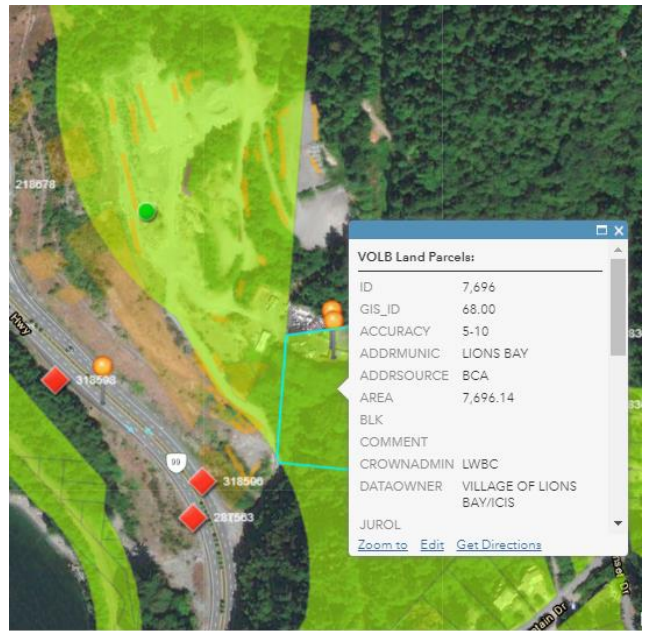 218678
VOLB Land Parcels:
ID 7,696
GIS_ID 68.00
ACCURACY 5-10
ADDRMUNIC LIONS BAY
ADDRSOURCE BCA
AREA 7,696.14
BLK
COMMENT
CROWNADMIN LWBC
DATAOWNER VILLAGE OF LIONS
BAY/ICIS
JUROL
Zoom to Edit Get Directions
Hwy
318598
99
318596
287563